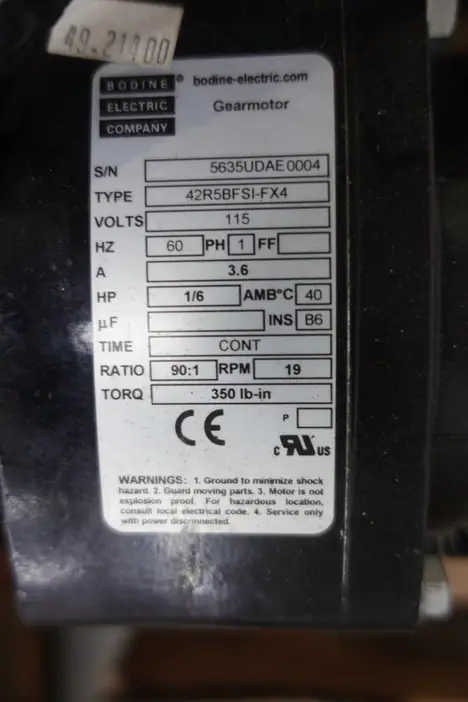 49.21400
BODINE ® bodine-electric.com
ELECTRIC Gearmotor
COMPANY
S/N 5635UDAE0004
TYPE 42R5BFSI-FX4
VOLTS 115
HZ 60 PH 1 FF
A 3.6
HP 1/6 AMB°C 40
µF INS B6
TIME CONT
RATIO 90:1 RPM 19
TORQ 350 lb-in
P
CE
c RU US
WARNINGS: 1. Ground to minimize shock
hazard. 2. Guard moving parts. 3. Motor is not
explosion proof. For hazardous location,
consult local electrical code. 4. Service only
with power disconnected.